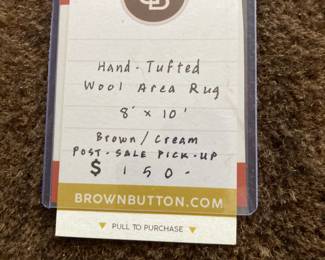 Hand-Tufted
Wool Area Rug
8' x 10'
Brown/Cream
POST-SALE PICK-UP
$150-
BROWNBUTTON.COM
PULL TO PURCHASE